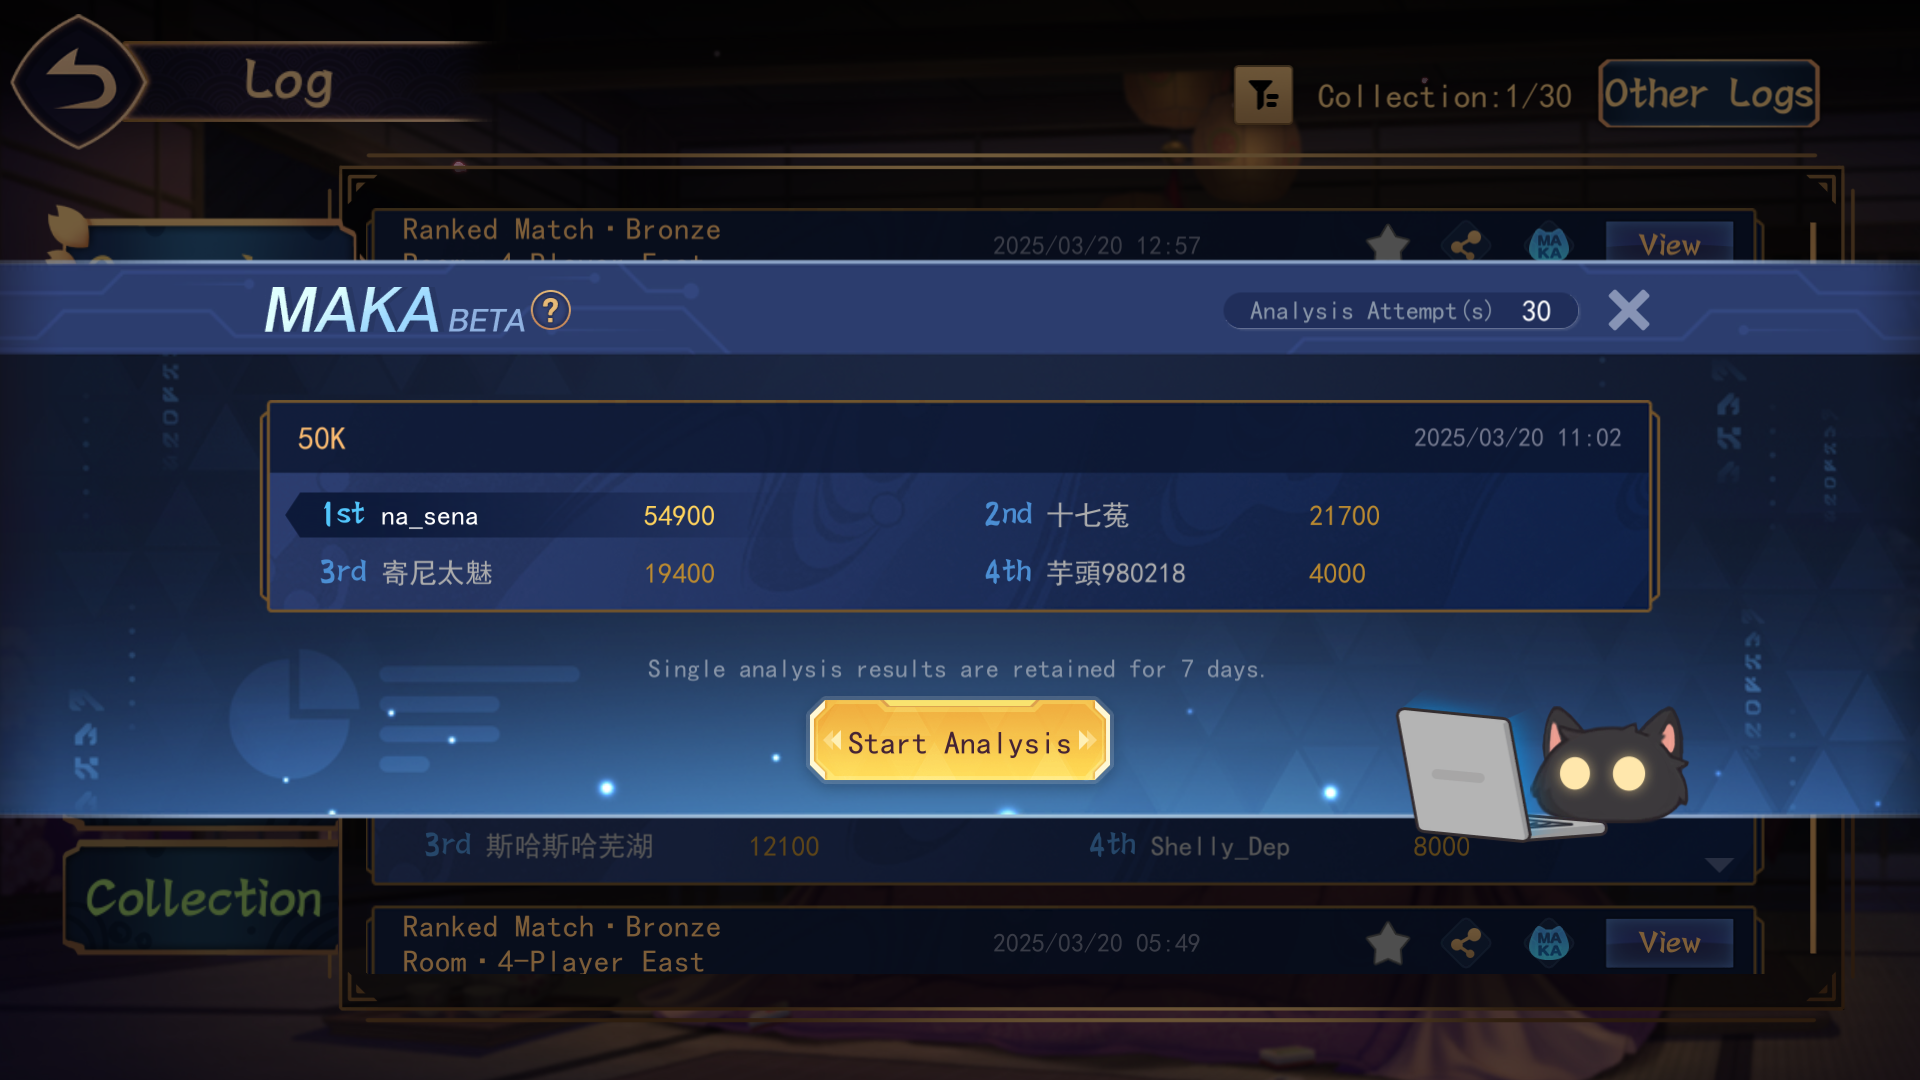 Log
Collection:1/30
Other Logs
Ranked Match・Bronze
2025/03/20 12:57
MAKA
View
MAKA BETA ?
Analysis Attempt(s) 30
50K
2025/03/20 11:02
1st na_sena 54900
2nd 十七菟 21700
3rd 寄尼太魅 19400
4th 芋頭980218 4000
Single analysis results are retained for 7 days.
Start Analysis
3rd 斯哈斯哈芜湖 12100
4th Shelly_Dep 8000
Collection
Ranked Match・Bronze
Room・4-Player East
2025/03/20 05:49
MAKA
View